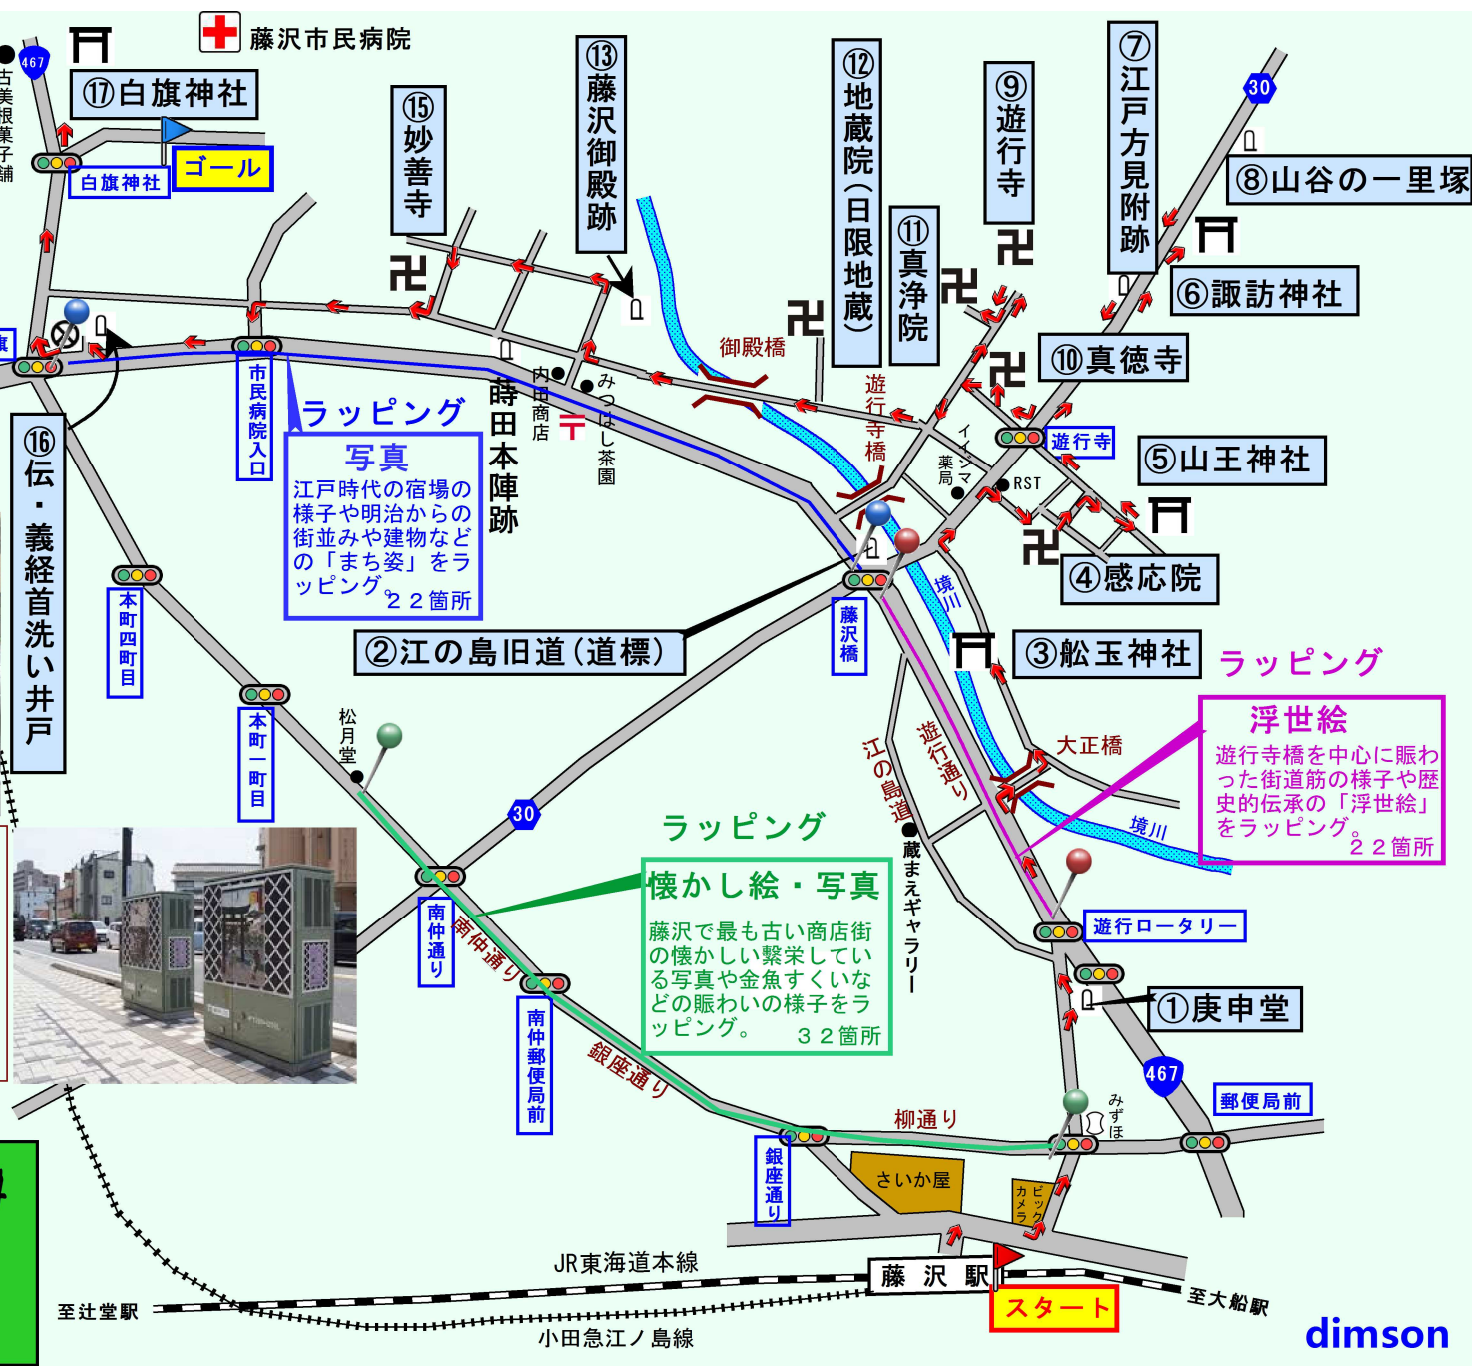 藤沢市民病院
467
古美根菓子舗
⑰白旗神社
ゴール
白旗神社
⑮妙善寺
⑬藤沢御殿跡
⑫地蔵院(日限地蔵)
⑪真浄院
⑨遊行寺
⑦江戸方見附跡
30
⑧山谷の一里塚
⑥諏訪神社
⑩真徳寺
遊行寺
⑤山王神社
④感応院
③舩玉神社
御殿橋
遊行寺橋
イイジマ
薬局
RST
市民病院入口
ラッピング
写真
江戸時代の宿場の
様子や明治からの
街並みや建物など
の「まち姿」をラ
ッピング。
22箇所
蒔田本陣跡
内田商店
みつはし茶園
⑯伝・義経首洗い井戸
本町四町目
本町一町目
松月堂
②江の島旧道(道標)
藤沢橋
境川
遊行通り
江の島道
大正橋
境川
ラッピング
浮世絵
遊行寺橋を中心に賑わ
った街道筋の様子や歴
史的伝承の「浮世絵」
をラッピング。
22箇所
30
ラッピング
懐かし絵・写真
藤沢で最も古い商店街
の懐かしい繋栄してい
る写真や金魚すくいな
どの賑わいの様子をラ
ッピング。
32箇所
蔵まえギャラリー
南仲通り
南仲通り
南仲郵便局前
銀座通り
銀座通り
柳通り
遊行ロータリー
①庚申堂
467
郵便局前
みずほ
さいか屋
ビック
カメラ
JR東海道本線
藤沢駅
スタート
至辻堂駅
小田急江ノ島線
至大船駅
dimson